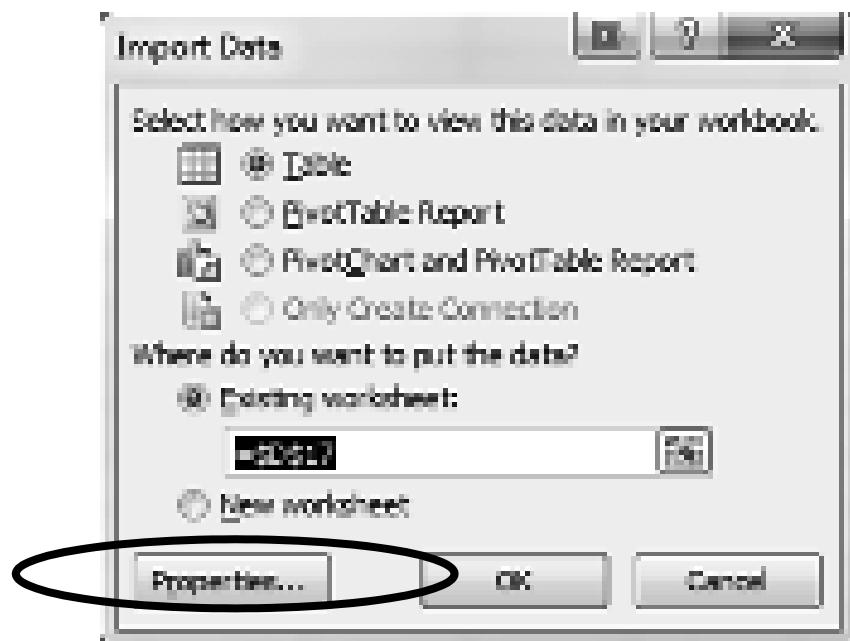 Import Data
Select how you want to view this data in your workbook.
Table
PivotTable Report
PivotChart and PivotTable Report
Only Create Connection
Where do you want to put the data?
Existing worksheet:
New worksheet
Properties... OK Cancel